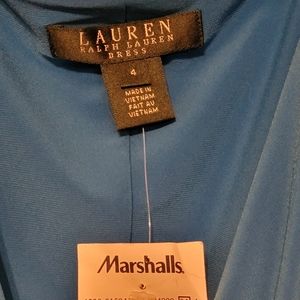 LAUREN
RALPH LAUREN
DRESS
4
MADE IN
VIETNAM
FAIT AU
VIETNAM
Marshalls.